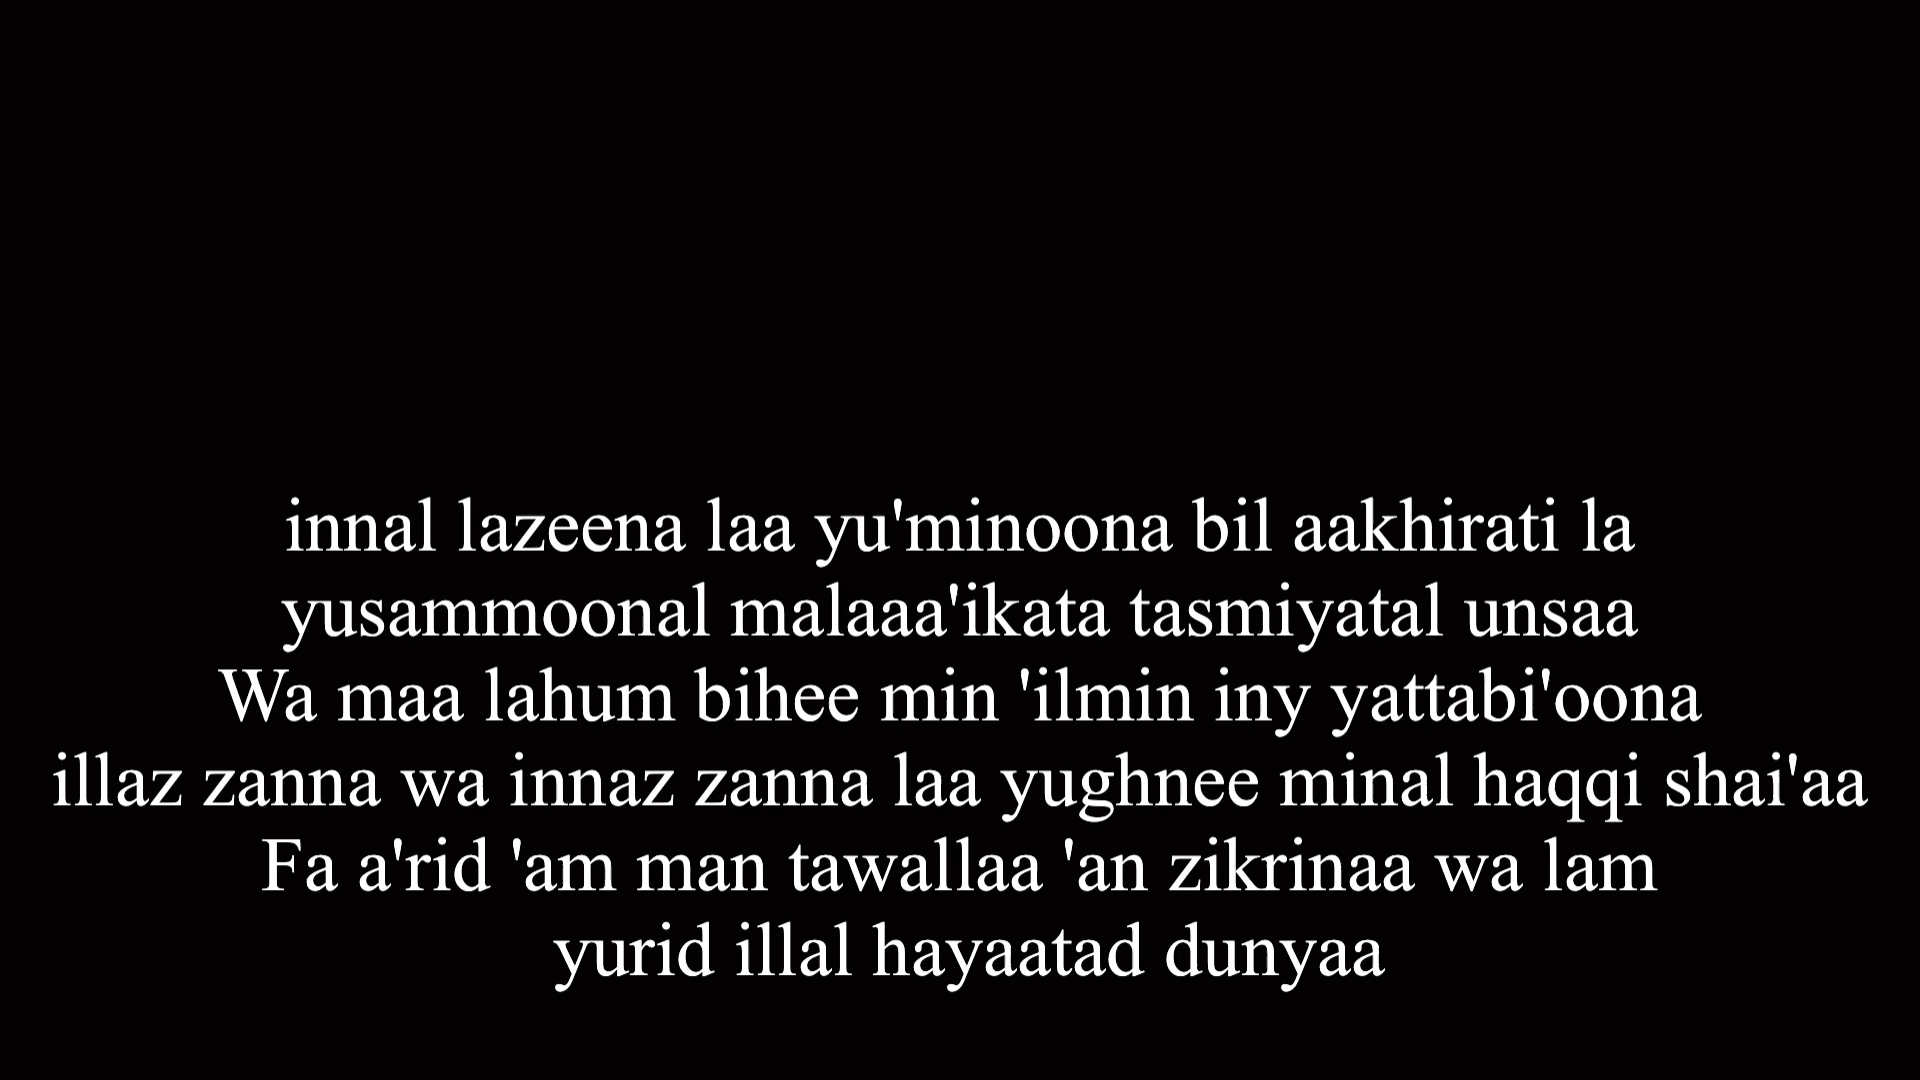 innal lazeena laa yu'minoona bil aakhirati la
yusammoonal malaaa'ikata tasmiyatal unsaa
Wa maa lahum bihee min 'ilmin iny yattabi'oona
illaz zanna wa innaz zanna laa yughnee minal haqqi shai'aa
Fa a'rid 'am man tawallaa 'an zikrinaa wa lam
yurid illal hayaatad dunyaa